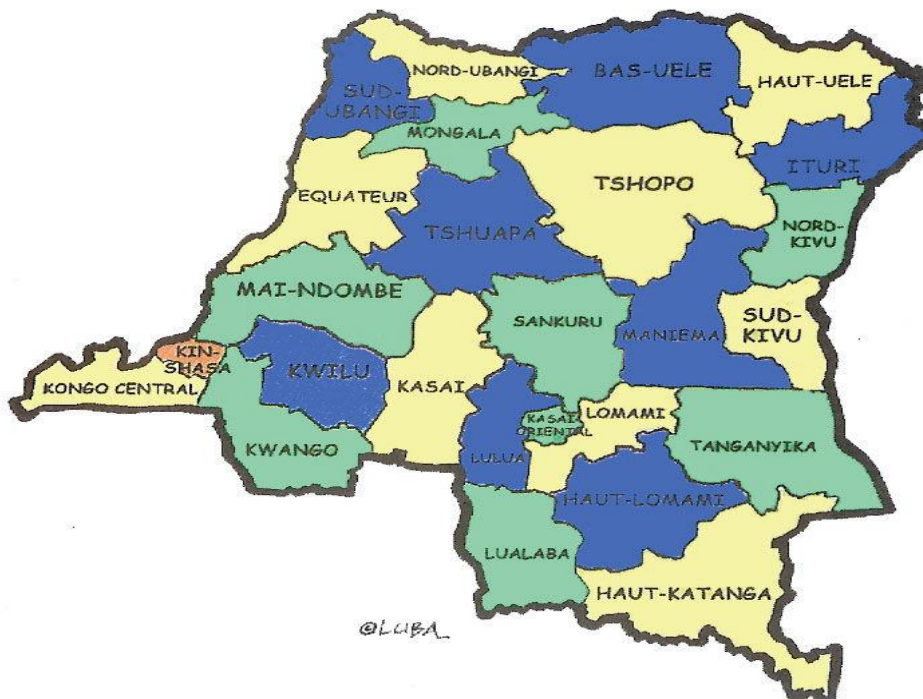 NORD-UBANGI
BAS-UELE
HAUT-UELE
SUD-
UBANGI
MONGALA
ITURI
EQUATEUR
TSHOPO
TSHUAPA
NORD-
KIVU
MAI-NDOMBE
SANKURU
MANIEMA
SUD-
KIVU
KIN-
SHASA
KONGO CENTRAL
KWILU
KASAI
LOMAMI
KASAI
ORIENTAL
KWANGO
LULUA
TANGANYIKA
HAUT-LOMAMI
LUALABA
HAUT-KATANGA
©LUBA